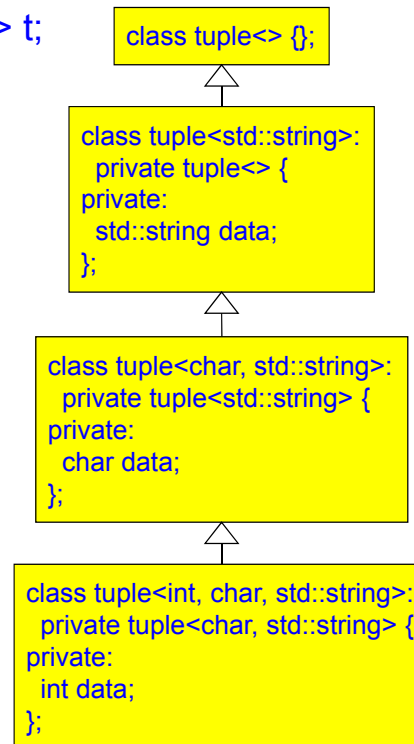 > t;
class tuple<> {};
class tuple<std::string>:
private tuple<> {
private:
std::string data;
};
class tuple<char, std::string>:
private tuple<std::string> {
private:
char data;
};
class tuple<int, char, std::string>:
private tuple<char, std::string> {
private:
int data;
};